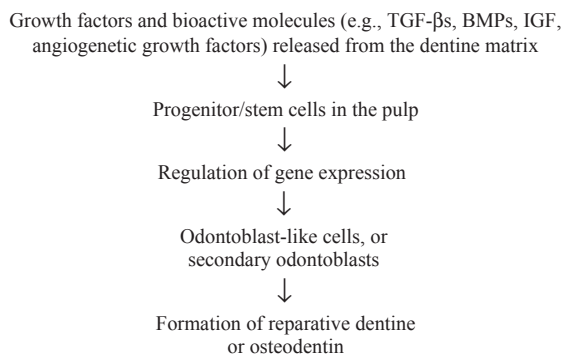 Growth factors and bioactive molecules (e.g., TGF-βs, BMPs, IGF,
angiogenetic growth factors) released from the dentine matrix
↓
Progenitor/stem cells in the pulp
↓
Regulation of gene expression
↓
Odontoblast-like cells, or
secondary odontoblasts
↓
Formation of reparative dentine
or osteodentin